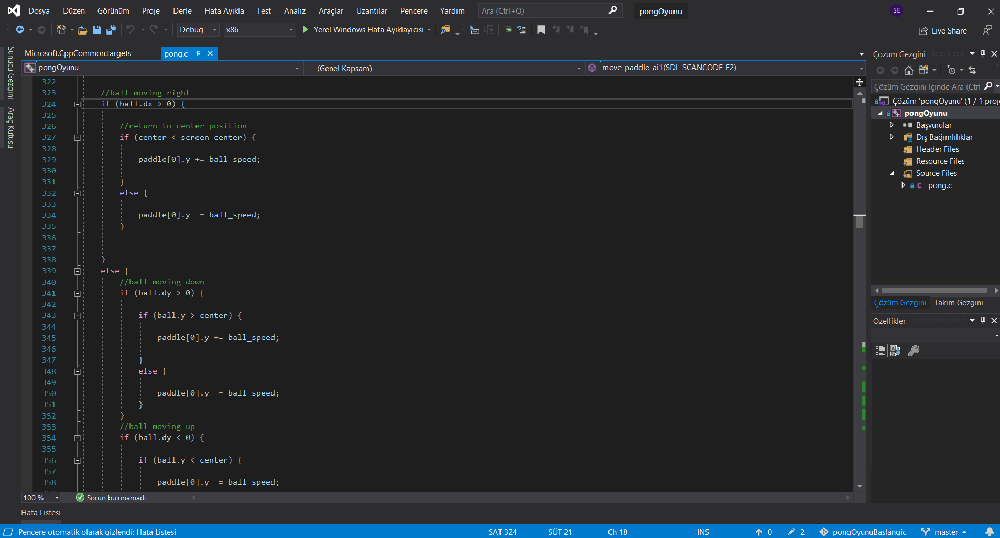 Dosya Düzen Görünüm Proje Derle Hata Ayıkla Test Analiz Araçlar Uzantılar Pencere Yardım Ara (Ctrl+Q) pongOyunu SE
Debug x86 Yerel Windows Hata Ayıklayıcısı Live Share
Sunucu Gezgini
Araç Kutusu
Microsoft.CppCommon.targets pong.c
pongOyunu (Genel Kapsam) move_paddle_ai1(SDL_SCANCODE_F2)
322
323 //ball moving right
324 if (ball.dx > 0) {
325
326 //return to center position
327 if (center < screen_center) {
328
329 paddle[0].y += ball_speed;
330
331 }
332 else {
333
334 paddle[0].y -= ball_speed;
335 }
336
337
338 }
339 else {
340 //ball moving down
341 if (ball.dy > 0) {
342
343 if (ball.y > center) {
344
345 paddle[0].y += ball_speed;
346
347 }
348 else {
349
350 paddle[0].y -= ball_speed;
351 }
352 }
353 //ball moving up
354 if (ball.dy < 0) {
355
356 if (ball.y < center) {
357
358 paddle[0].y -= ball_speed;
100 % Sorun bulunamadı
Hata Listesi
Çözüm Gezgini
Çözüm Gezgini İçinde Ara (Ctrl
Çözüm 'pongOyunu' (1 / 1 proj
pongOyunu
Başvurular
Dış Bağımlılıklar
Header Files
Resource Files
Source Files
C pong.c
Çözüm Gezgini Takım Gezgini
Özellikler
Pencere otomatik olarak gizlendi: Hata Listesi SAT 324 SÜT 21 Ch 18 INS 0 2 pongOyunuBaslangic master